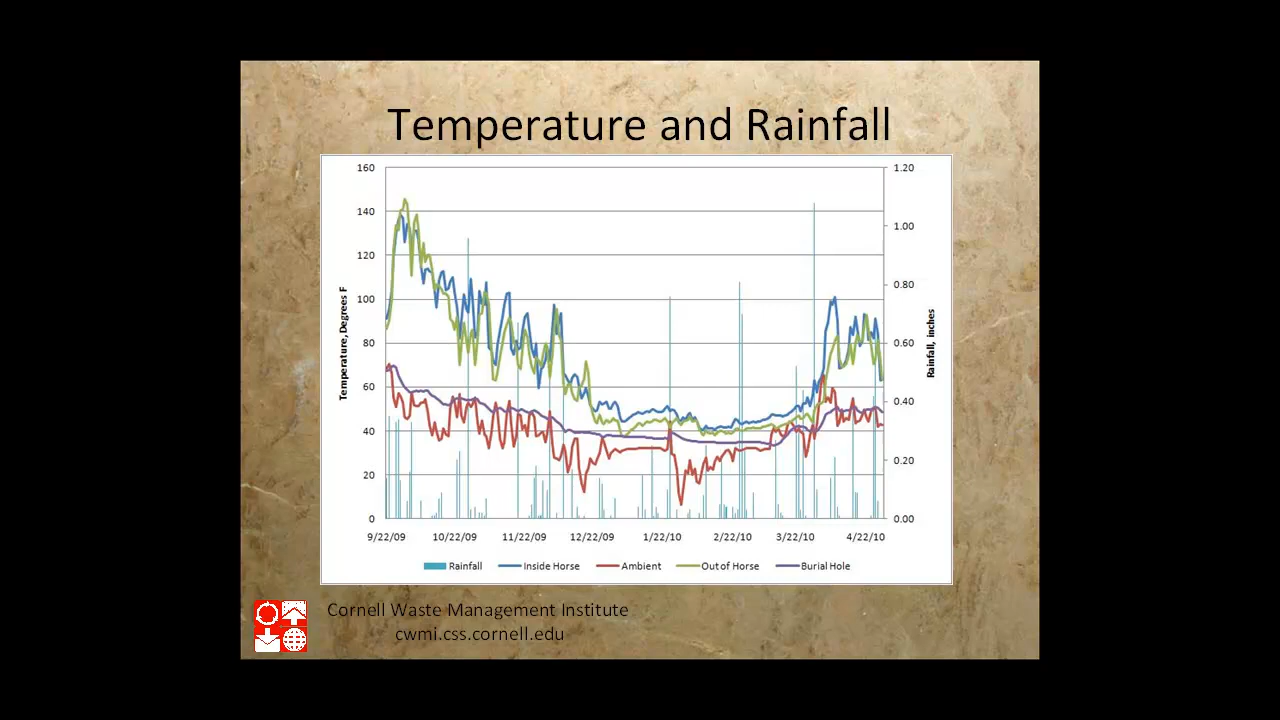 Temperature and Rainfall
160
140
120
100
80
60
40
20
0
Temperature, Degrees F
1.20
1.00
0.80
0.60
0.40
0.20
0.00
Rainfall, inches
9/22/09 10/22/09 11/22/09 12/22/09 1/22/10 2/22/10 3/22/10 4/22/10
Rainfall Inside Horse Ambient Out of Horse Burial Hole
Cornell Waste Management Institute
cwmi.css.cornell.edu